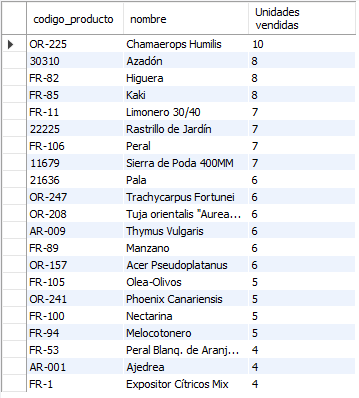 codigo_producto nombre Unidades vendidas
OR-225 Chamaerops Humilis 10
30310 Azadón 8
FR-82 Higuera 8
FR-85 Kaki 8
FR-11 Limonero 30/40 7
22225 Rastrillo de Jardín 7
FR-106 Peral 7
11679 Sierra de Poda 400MM 7
21636 Pala 6
OR-247 Trachycarpus Fortunei 6
OR-208 Tuja orientalis "Aurea... 6
AR-009 Thymus Vulgaris 6
FR-89 Manzano 6
OR-157 Acer Pseudoplatanus 6
FR-105 Olea-Olivos 5
OR-241 Phoenix Canariensis 5
FR-100 Nectarina 5
FR-94 Melocotonero 5
FR-53 Peral Blanq. de Aranj... 4
AR-001 Ajedrea 4
FR-1 Expositor Cítricos Mix 4